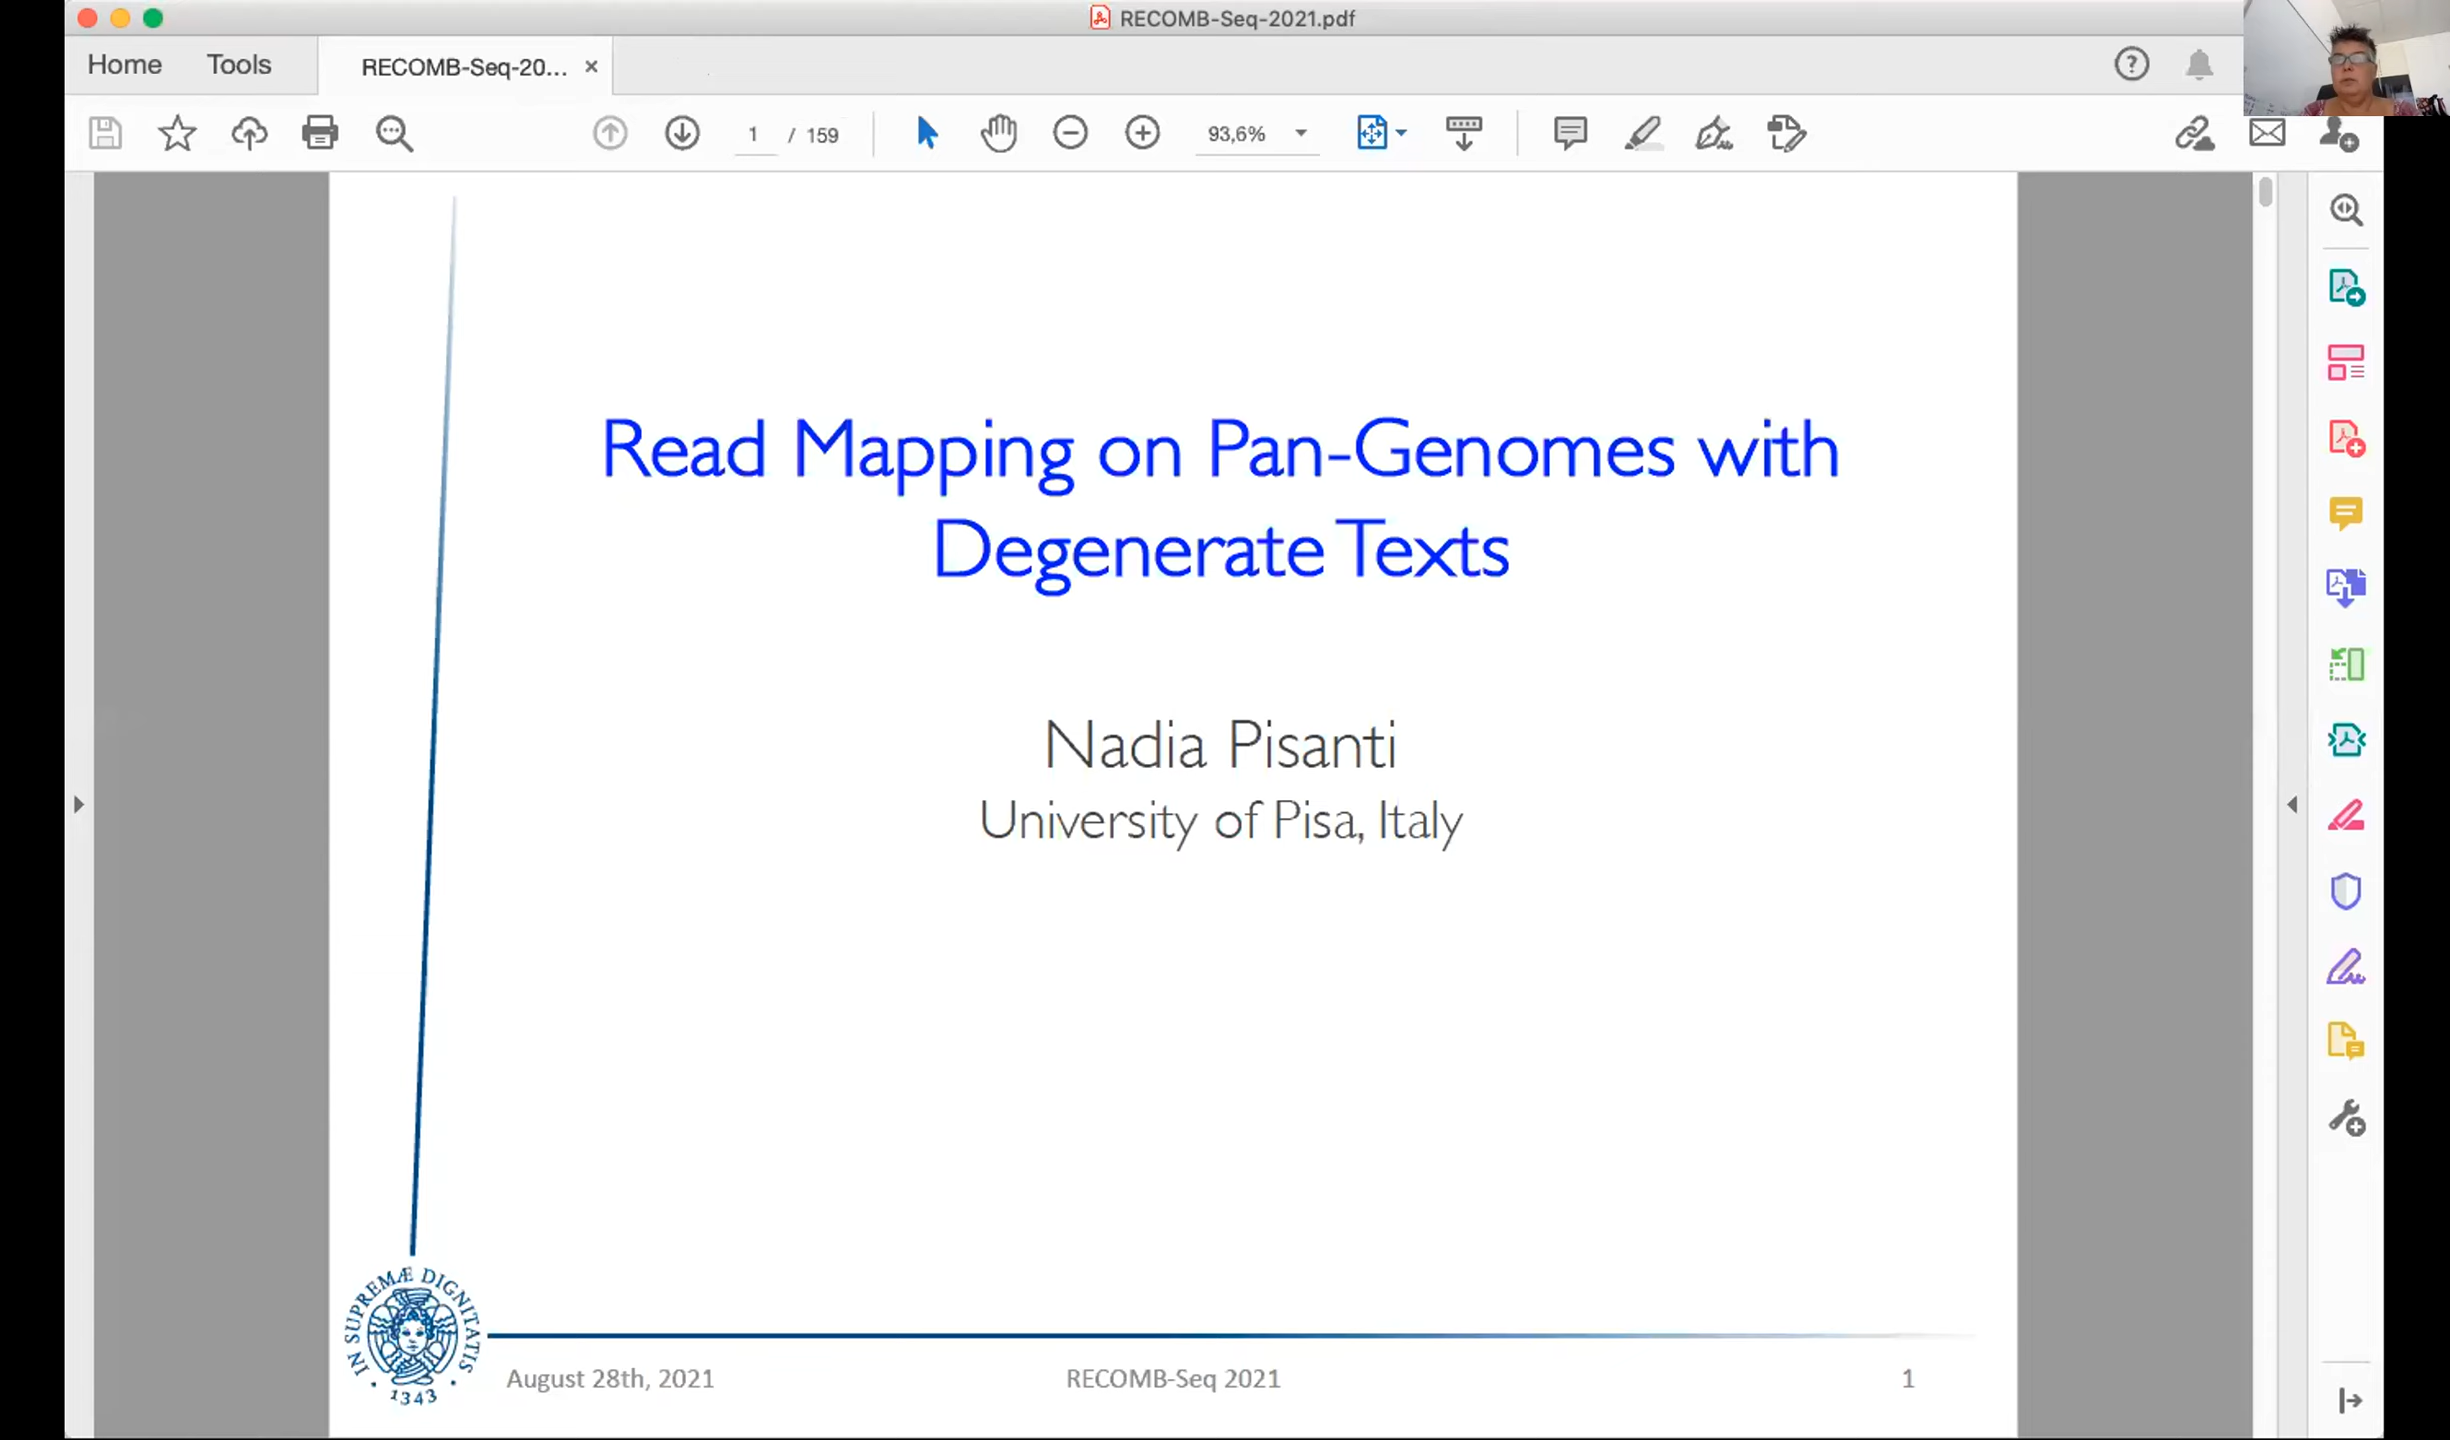 RECOMB-Seq-2021.pdf
Home Tools RECOMB-Seq-20... ×
1 / 159 93,6%
Read Mapping on Pan-Genomes with
Degenerate Texts
Nadia Pisanti
University of Pisa, Italy
IN SUPREMÆ DIGNITATIS
· 1343 ·
August 28th, 2021 RECOMB-Seq 2021 1